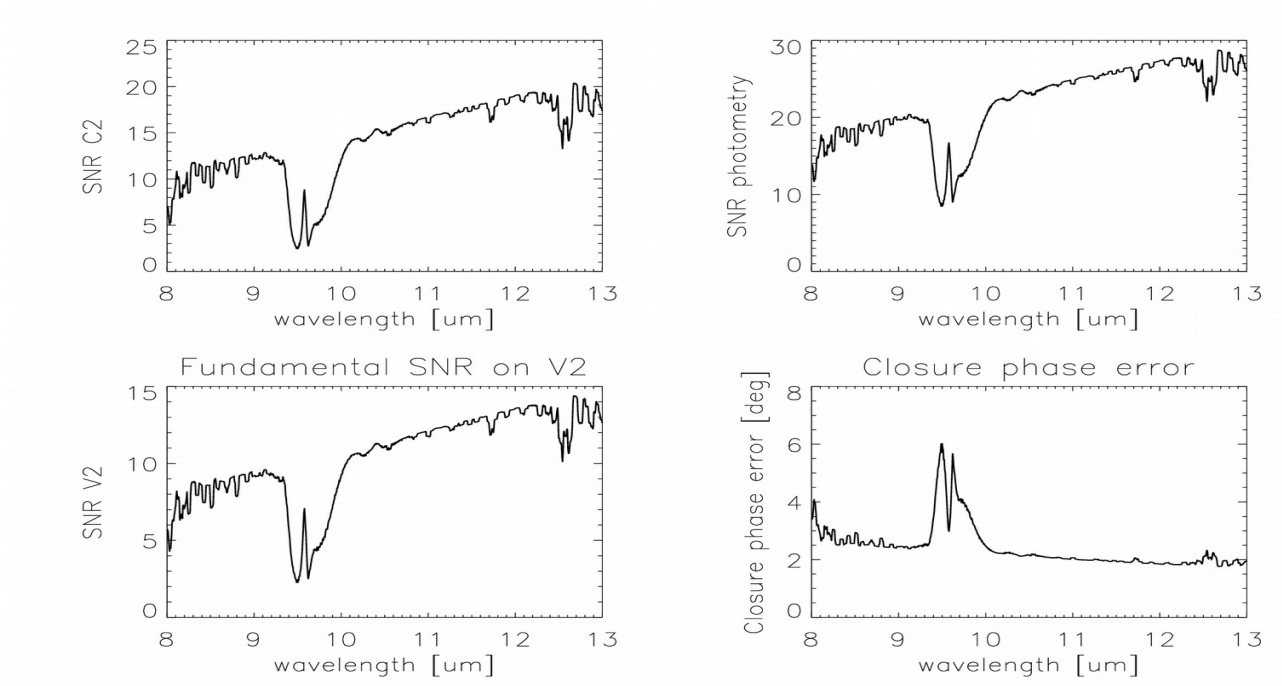 SNR C2
25
20
15
10
5
0
8 9 10 11 12 13
wavelength [um]
SNR photometry
30
20
10
0
8 9 10 11 12 13
wavelength [um]
Fundamental SNR on V2
SNR V2
15
10
5
0
8 9 10 11 12 13
wavelength [um]
Closure phase error
Closure phase error [deg]
8
6
4
2
0
8 9 10 11 12 13
wavelength [um]